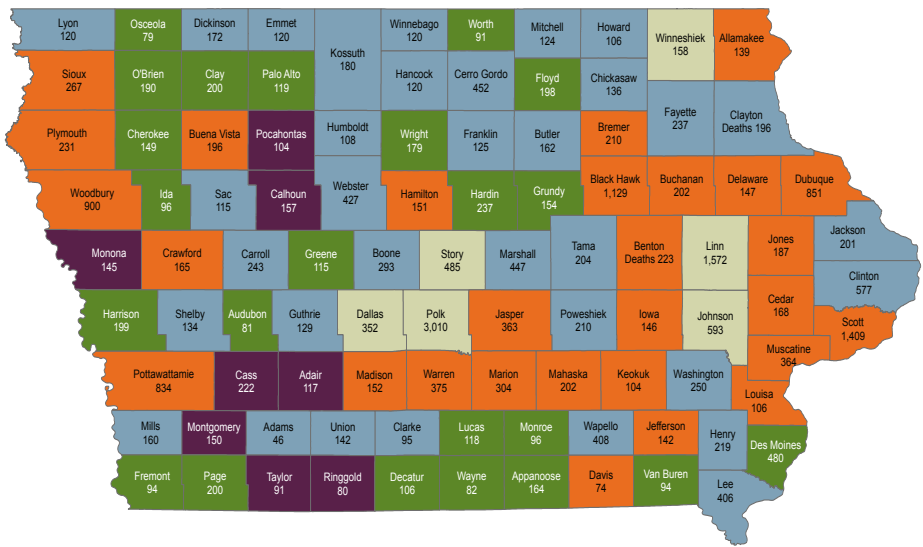 Lyon
120
Osceola
79
Dickinson
172
Emmet
120
Kossuth
180
Winnebago
120
Worth
91
Mitchell
124
Howard
106
Winneshiek
158
Allamakee
139
Sioux
267
O'Brien
190
Clay
200
Palo Alto
119
Hancock
120
Cerro Gordo
452
Floyd
198
Chickasaw
136
Fayette
237
Clayton
Deaths 196
Plymouth
231
Cherokee
149
Buena Vista
196
Pocahontas
104
Humboldt
108
Wright
179
Franklin
125
Butler
162
Bremer
210
Woodbury
900
Ida
96
Sac
115
Calhoun
157
Webster
427
Hamilton
151
Hardin
237
Grundy
154
Black Hawk
1,129
Buchanan
202
Delaware
147
Dubuque
851
Monona
145
Crawford
165
Carroll
243
Greene
115
Boone
293
Story
485
Marshall
447
Tama
204
Benton
Deaths 223
Linn
1,572
Jones
187
Jackson
201
Clinton
577
Harrison
199
Shelby
134
Audubon
81
Guthrie
129
Dallas
352
Polk
3,010
Jasper
363
Poweshiek
210
Iowa
146
Johnson
593
Cedar
168
Scott
1,409
Muscatine
364
Pottawattamie
834
Cass
222
Adair
117
Madison
152
Warren
375
Marion
304
Mahaska
202
Keokuk
104
Washington
250
Louisa
106
Mills
160
Montgomery
150
Adams
46
Union
142
Clarke
95
Lucas
118
Monroe
96
Wapello
408
Jefferson
142
Henry
219
Des Moines
480
Fremont
94
Page
200
Taylor
91
Ringgold
80
Decatur
106
Wayne
82
Appanoose
164
Davis
74
Van Buren
94
Lee
406